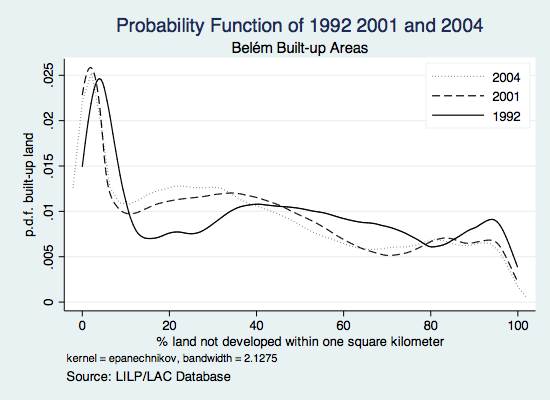 Probability Function of 1992 2001 and 2004
Belém Built-up Areas
2004
2001
1992
p.d.f. built-up land
.025
.02
.015
.01
.005
0
0 20 40 60 80 100
% land not developed within one square kilometer
kernel = epanechnikov, bandwidth = 2.1275
Source: LILP/LAC Database